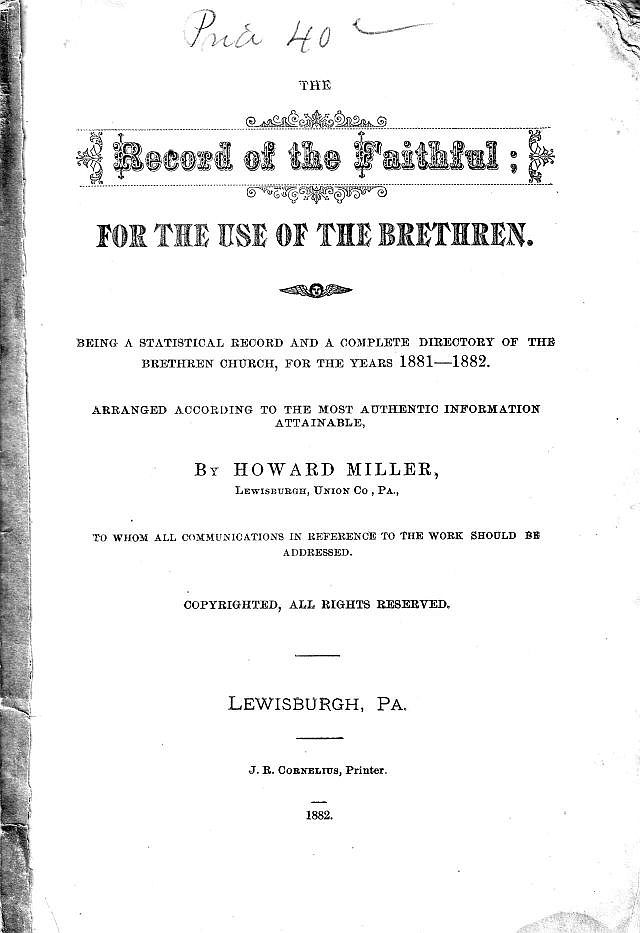 Price 40 c
THE
Record of the Faithful;
FOR THE USE OF THE BRETHREN.
BEING A STATISTICAL RECORD AND A COMPLETE DIRECTORY OF THE
BRETHREN CHURCH, FOR THE YEARS 1881—1882.
ARRANGED ACCORDING TO THE MOST AUTHENTIC INFORMATION
ATTAINABLE,
BY HOWARD MILLER,
LEWISBURGH, UNION CO, PA.,
TO WHOM ALL COMMUNICATIONS IN REFERENCE TO THE WORK SHOULD BE
ADDRESSED.
COPYRIGHTED, ALL RIGHTS RESERVED.
LEWISBURGH, PA.
J. R. CORNELIUS, Printer.
1882.